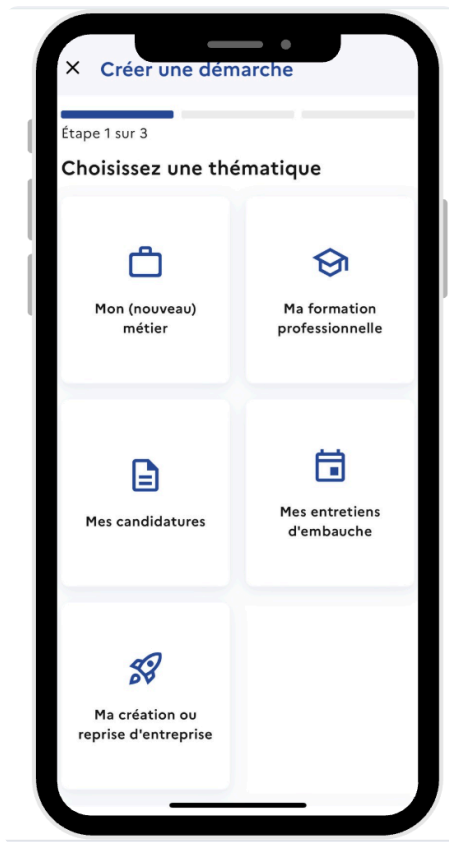 Créer une démarche
Étape 1 sur 3
Choisissez une thématique
Mon (nouveau)
métier
Ma formation
professionnelle
Mes candidatures
Mes entretiens
d'embauche
Ma création ou
reprise d'entreprise